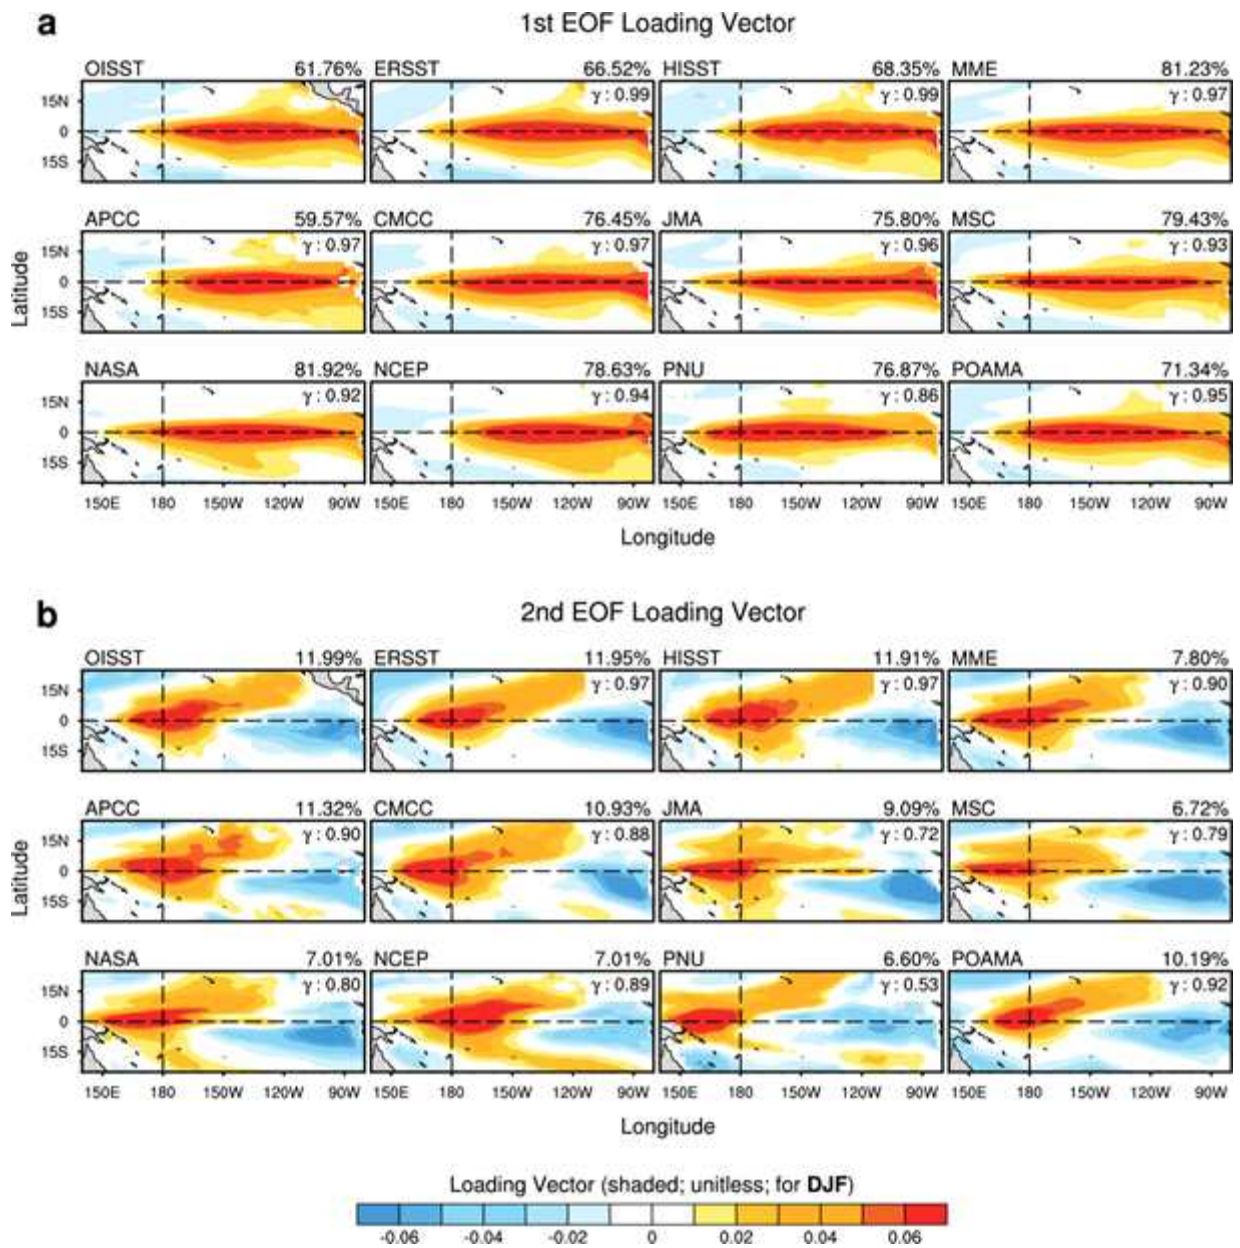 a
1st EOF Loading Vector
OISST 61.76% ERSST 66.52% HISST 68.35% MME 81.23%
15N γ : 0.99 γ : 0.99 γ : 0.97
0
15S
APCC 59.57% CMCC 76.45% JMA 75.80% MSC 79.43%
15N γ : 0.97 γ : 0.97 γ : 0.96 γ : 0.93
0
15S
Latitude
NASA 81.92% NCEP 78.63% PNU 76.87% POAMA 71.34%
15N γ : 0.92 γ : 0.94 γ : 0.86 γ : 0.95
0
15S
150E 180 150W 120W 90W 150E 180 150W 120W 90W 150E 180 150W 120W 90W 150E 180 150W 120W 90W
Longitude
b
2nd EOF Loading Vector
OISST 11.99% ERSST 11.95% HISST 11.91% MME 7.80%
15N γ : 0.97 γ : 0.97 γ : 0.90
0
15S
APCC 11.32% CMCC 10.93% JMA 9.09% MSC 6.72%
15N γ : 0.90 γ : 0.88 γ : 0.72 γ : 0.79
0
15S
Latitude
NASA 7.01% NCEP 7.01% PNU 6.60% POAMA 10.19%
15N γ : 0.80 γ : 0.89 γ : 0.53 γ : 0.92
0
15S
150E 180 150W 120W 90W 150E 180 150W 120W 90W 150E 180 150W 120W 90W 150E 180 150W 120W 90W
Longitude
Loading Vector (shaded; unitless; for DJF)
-0.06 -0.04 -0.02 0 0.02 0.04 0.06